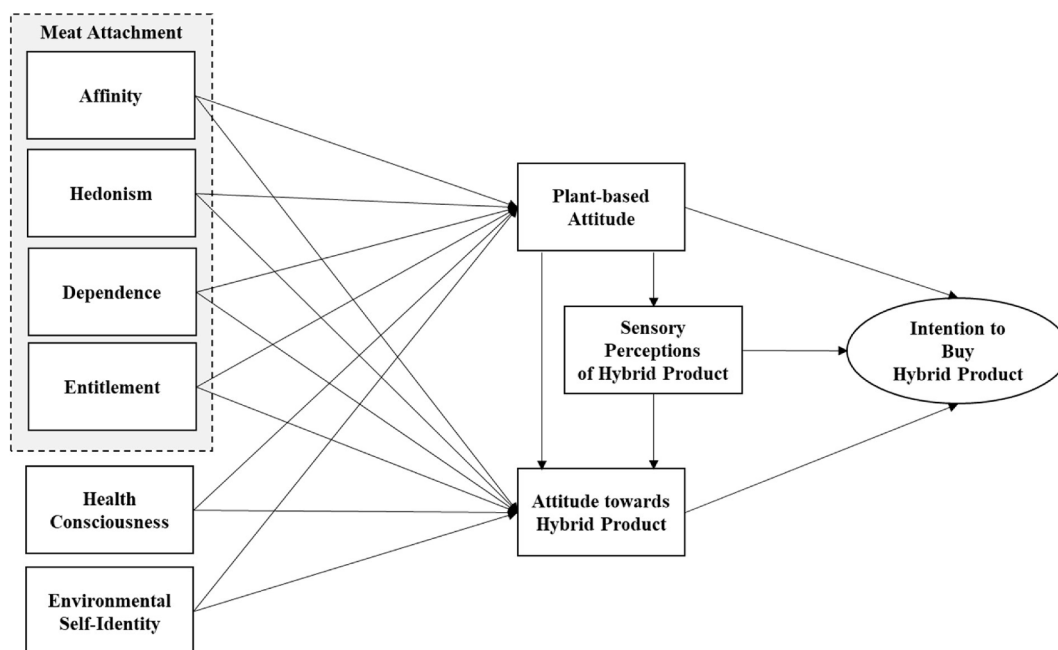 Meat Attachment
Affinity
Hedonism
Dependence
Entitlement
Health
Consciousness
Environmental
Self-Identity
Plant-based
Attitude
Sensory
Perceptions
of Hybrid Product
Attitude towards
Hybrid Product
Intention to
Buy
Hybrid Product